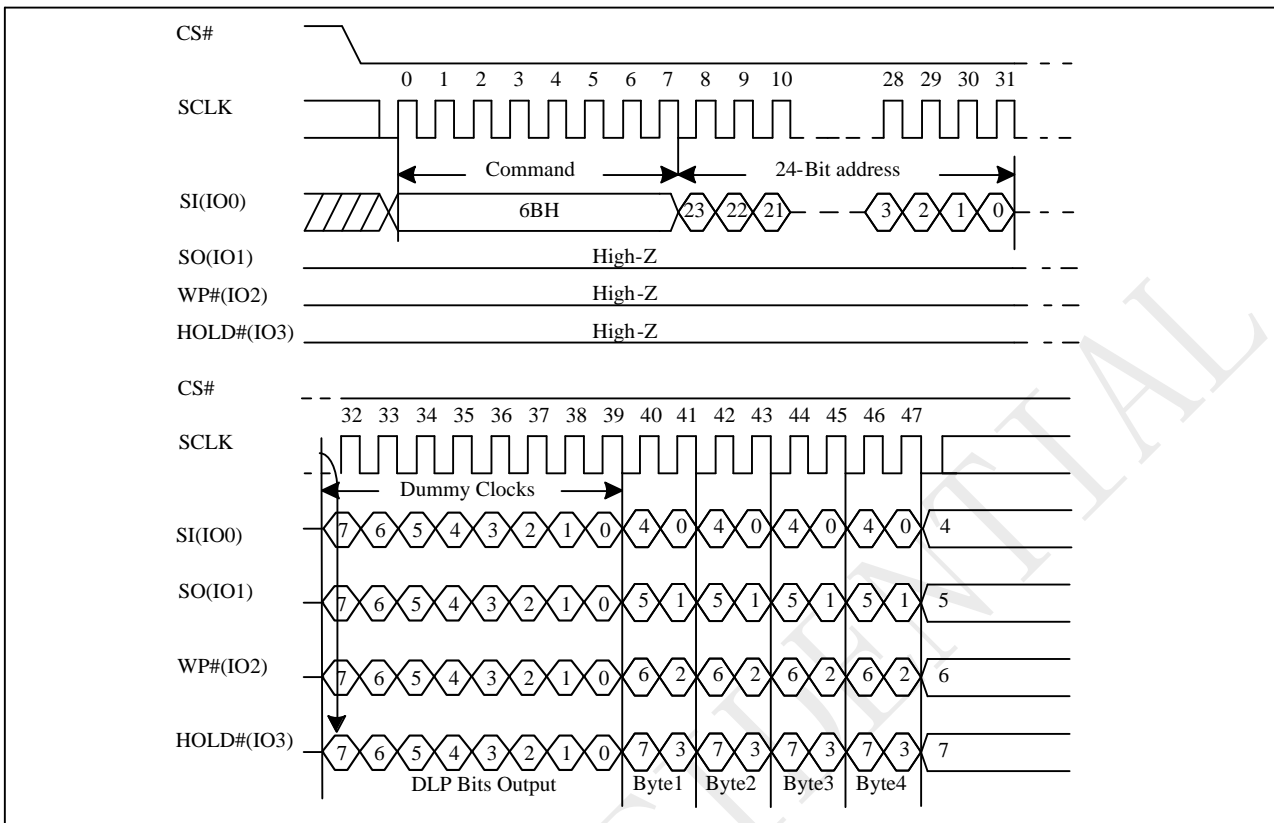 CS#
0 1 2 3 4 5 6 7 8 9 10 28 29 30 31
SCLK
Command 24-Bit address
SI(IO0) 6BH 23 22 21 3 2 1 0
SO(IO1) High-Z
WP#(IO2) High-Z
HOLD#(IO3) High-Z
CS#
32 33 34 35 36 37 38 39 40 41 42 43 44 45 46 47
SCLK
Dummy Clocks
SI(IO0) 7 6 5 4 3 2 1 0 4 0 4 0 4 0 4 0 4
SO(IO1) 7 6 5 4 3 2 1 0 5 1 5 1 5 1 5 1 5
WP#(IO2) 7 6 5 4 3 2 1 0 6 2 6 2 6 2 6 2 6
HOLD#(IO3) 7 6 5 4 3 2 1 0 7 3 7 3 7 3 7 3 7
DLP Bits Output Byte1 Byte2 Byte3 Byte4